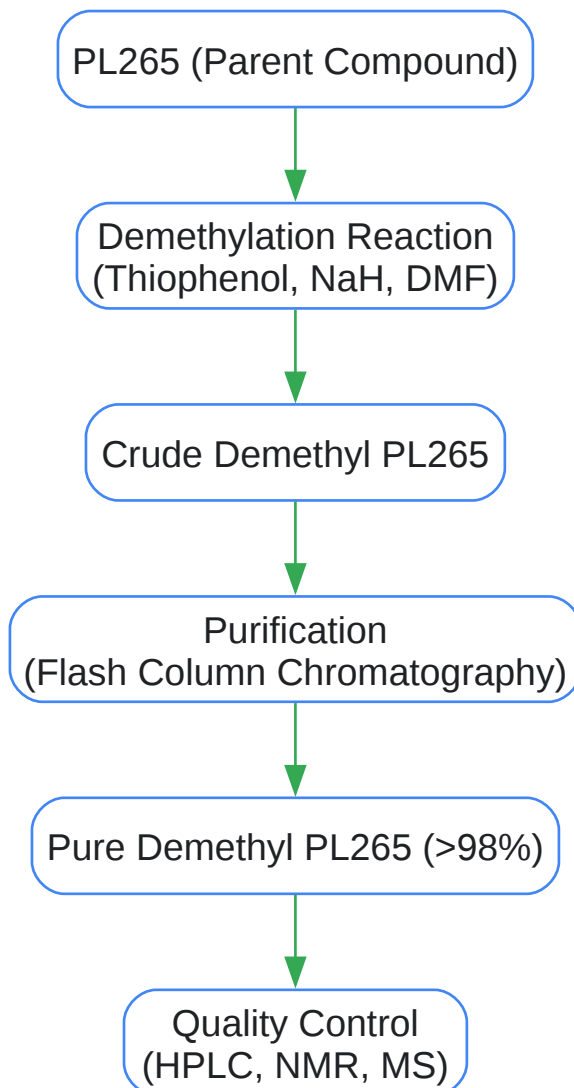 PL265 (Parent Compound)
Demethylation Reaction
(Thiophenol, NaH, DMF)
Crude Demethyl PL265
Purification
(Flash Column Chromatography)
Pure Demethyl PL265 (>98%)
Quality Control
(HPLC, NMR, MS)